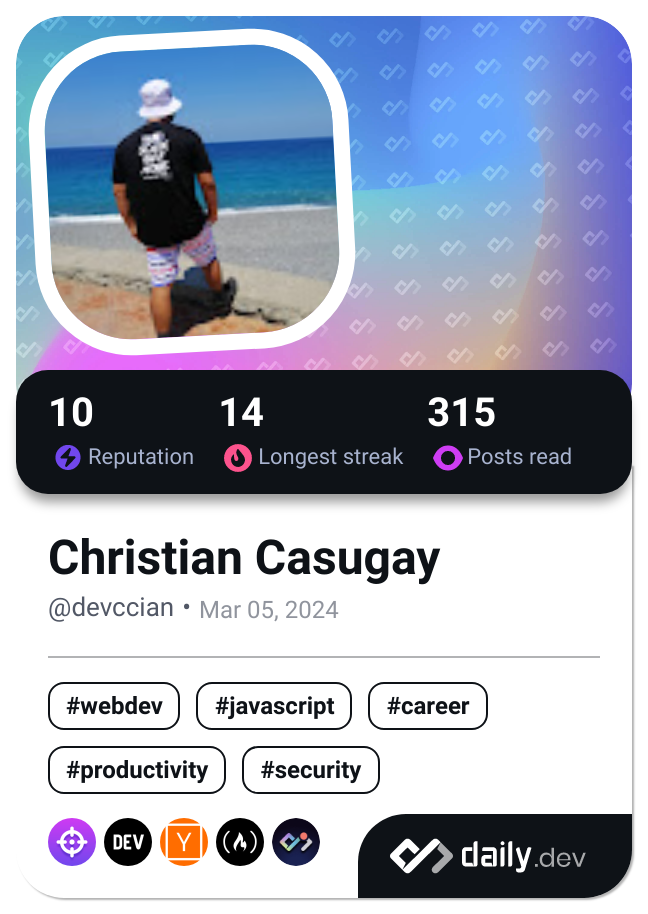 10 14 315
Reputation Longest streak Posts read
Christian Casugay
@devccian • Mar 05, 2024
#webdev #javascript #career
#productivity #security
DEV Y daily.dev